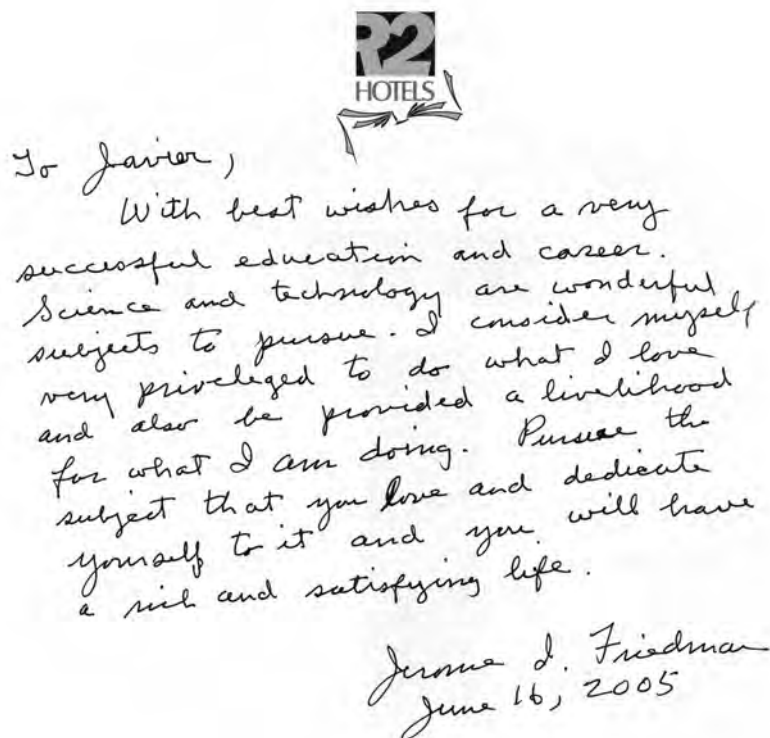 R2
HOTELS
To Javier,
With best wishes for a very
successful education and career.
Science and technology are wonderful
subjects to pursue. I consider myself
very privileged to do what I love
and also be provided a livelihood
for what I am doing. Pursue the
subject that you love and dedicate
yourself to it and you will have
a rich and satisfying life.
Jerome I. Friedman
June 16, 2005